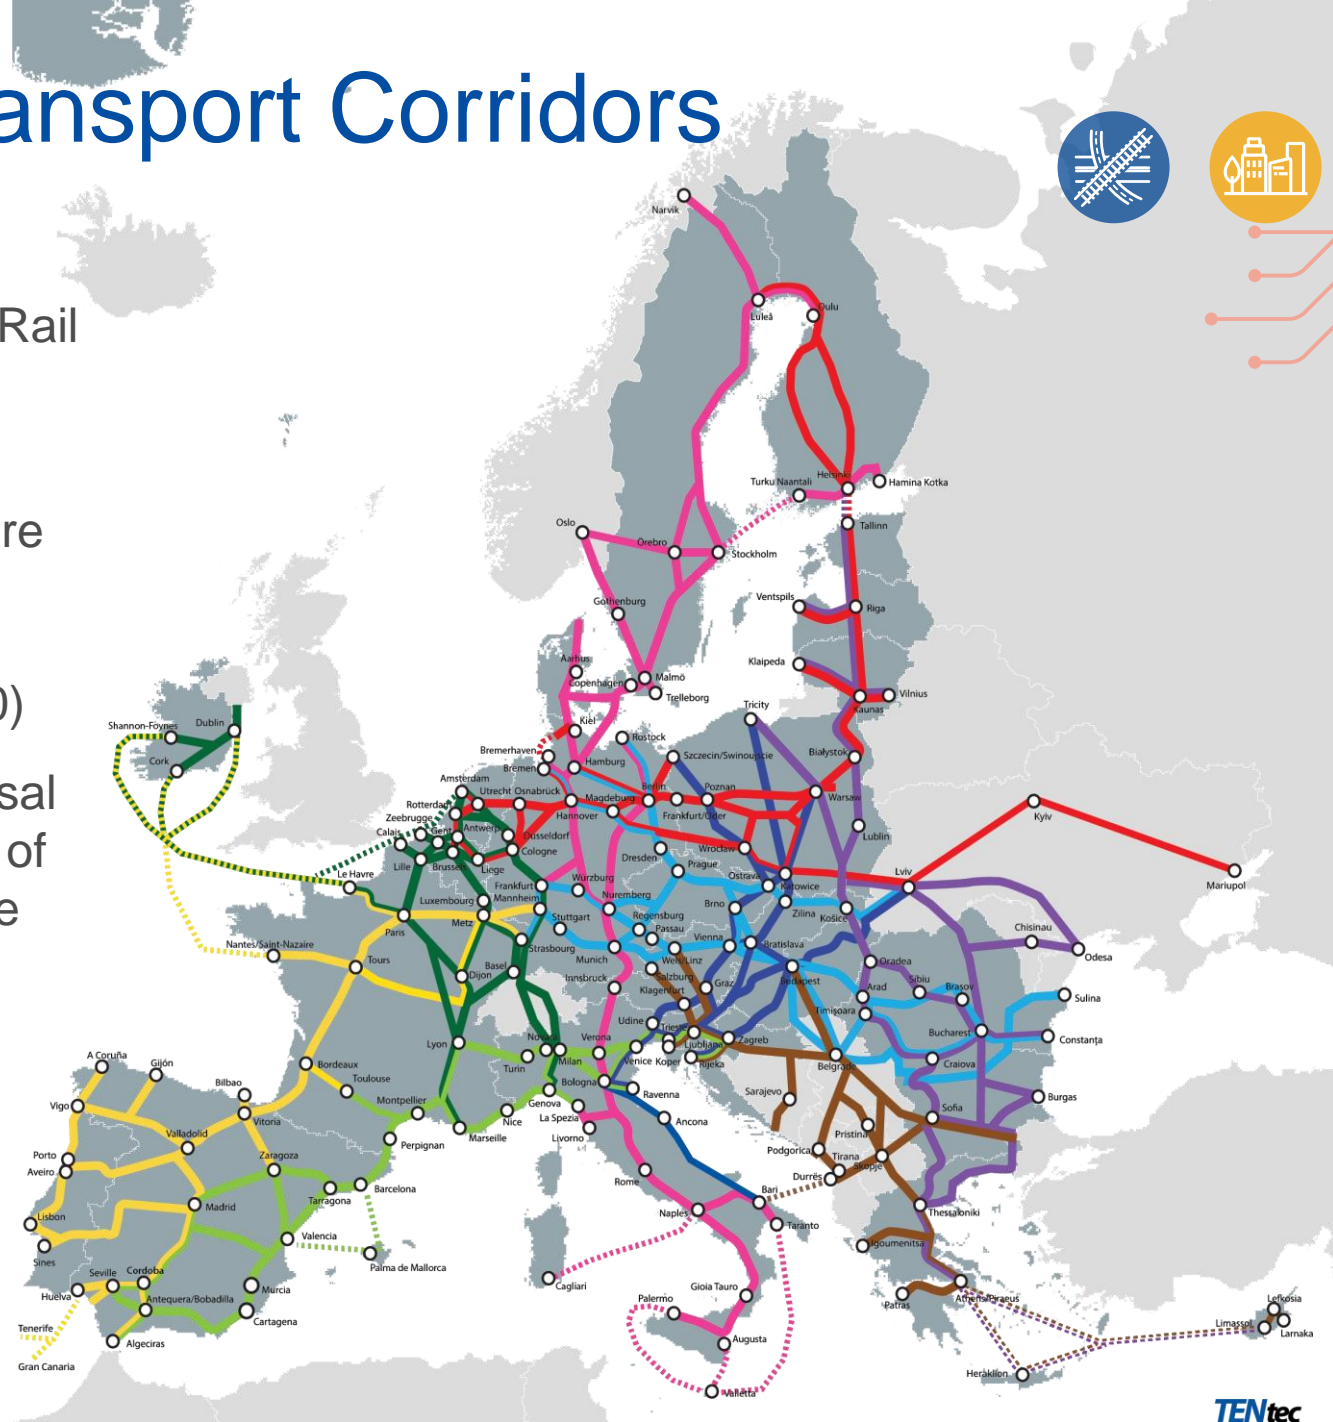 ansport Corridors
Rail
re
0)
sal
of
e
Narvik
Luleå
Oulu
Turku Naantali
Helsinki
Hamina Kotka
Tallinn
Oslo
Örebro
Stockholm
Gothenburg
Ventspils
Riga
Klaipeda
Vilnius
Kaunas
Aarhus
Copenhagen
Malmö
Trelleborg
Tricity
Kiel
Rostock
Bremerhaven
Szczecin/Swinoujscie
Białystok
Bremen
Hamburg
Shannon-Foynes
Dublin
Cork
Amsterdam
Utrecht
Osnabrück
Berlin
Poznan
Warsaw
Rotterdam
Magdeburg
Zeebrugge
Hannover
Frankfurt/Oder
Kyiv
Calais
Gent
Antwerp
Düsseldorf
Lublin
Cologne
Wrocław
Lille
Brussels
Liege
Dresden
Prague
Le Havre
Frankfurt
Würzburg
Ostrava
Katowice
Lviv
Mariupol
Luxembourg
Mannheim
Nuremberg
Brno
Zilina
Košice
Paris
Metz
Stuttgart
Regensburg
Passau
Chisinau
Nantes/Saint-Nazaire
Strasbourg
Vienna
Bratislava
Odesa
Munich
Wels/Linz
Tours
Dijon
Basel
Innsbruck
Salzburg
Klagenfurt
Graz
Budapest
Oradea
Arad
Sibiu
Braşov
Sulina
Timişoara
Udine
Trieste
Lyon
Novara
Verona
Ljubljana
Zagreb
Bucharest
Constanța
A Coruña
Gijón
Bordeaux
Turin
Milan
Venice
Koper
Rijeka
Belgrade
Craiova
Bilbao
Toulouse
Bologna
Vigo
Vitoria
Montpellier
Genova
Ravenna
Sarajevo
Burgas
Nice
La Spezia
Ancona
Sofia
Valladolid
Perpignan
Marseille
Livorno
Pristina
Porto
Zaragoza
Podgorica
Tirana
Aveiro
Skopje
Barcelona
Rome
Durrës
Tarragona
Bari
Madrid
Lisbon
Naples
Thessaloniki
Valencia
Taranto
Sines
Igoumenitsa
Palma de Mallorca
Seville
Cordoba
Cagliari
Huelva
Murcia
Gioia Tauro
Antequera/Bobadilla
Palermo
Patras
Athens/Piraeus
Lefkosia
Cartagena
Limassol
Tenerife
Larnaka
Algeciras
Augusta
Gran Canaria
Heraklion
Valletta
TENtec